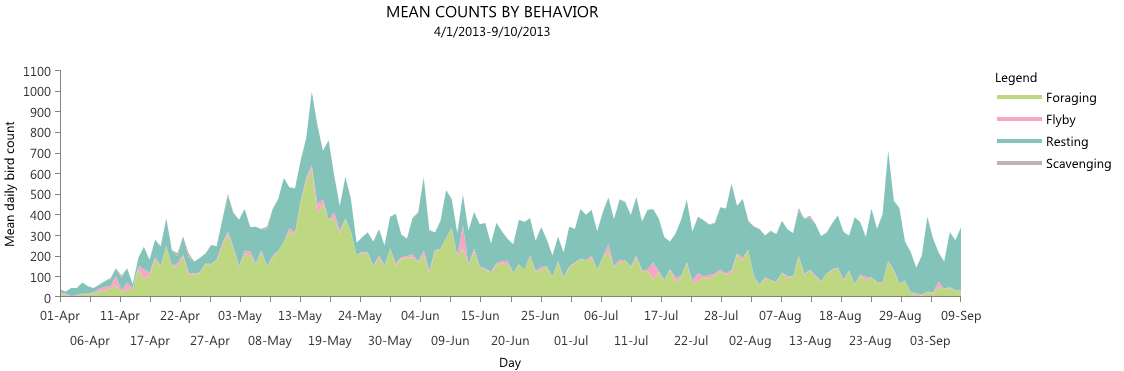 MEAN COUNTS BY BEHAVIOR
4/1/2013-9/10/2013
Mean daily bird count
1100
1000
900
800
700
600
500
400
300
200
100
0
01-Apr 11-Apr 22-Apr 03-May 13-May 24-May 04-Jun 15-Jun 25-Jun 06-Jul 17-Jul 28-Jul 07-Aug 18-Aug 29-Aug 09-Sep
06-Apr 17-Apr 27-Apr 08-May 19-May 30-May 09-Jun 20-Jun 01-Jul 11-Jul 22-Jul 02-Aug 13-Aug 23-Aug 03-Sep
Day
Legend
Foraging
Flyby
Resting
Scavenging